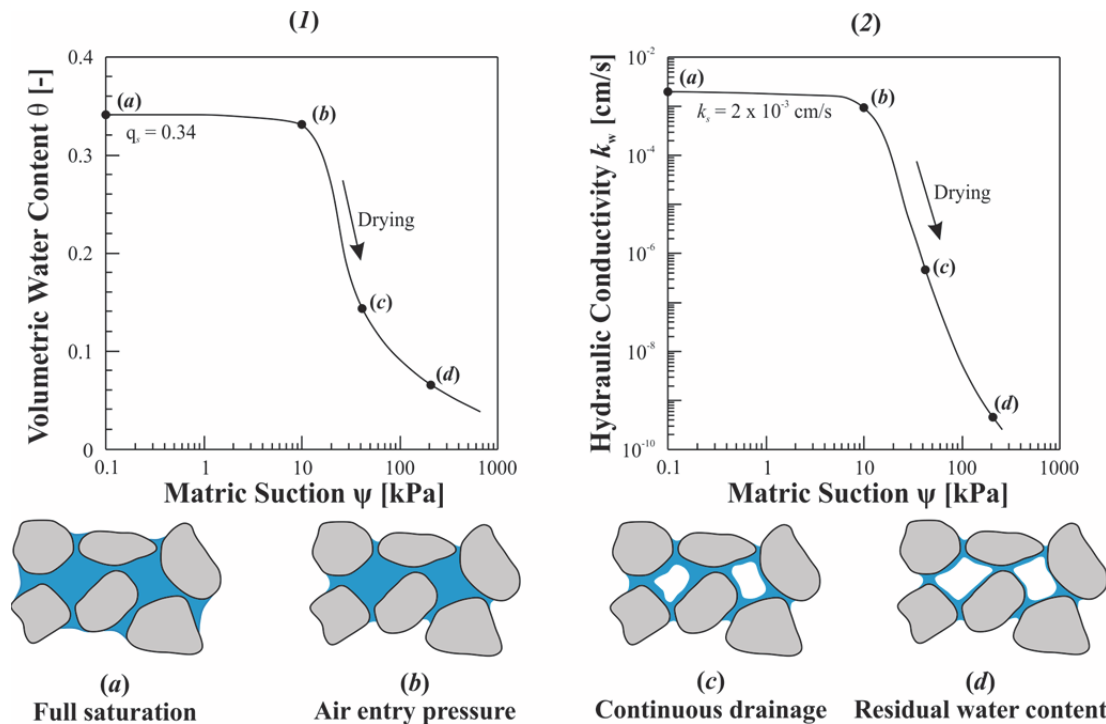 (1)
Volumetric Water Content θ [-]
0.4
0.3
0.2
0.1
0
(a)
qs = 0.34
(b)
Drying
(c)
(d)
0.1 1 10 100 1000
Matric Suction ψ [kPa]
(2)
Hydraulic Conductivity kw [cm/s]
10⁻²
10⁻⁴
10⁻⁶
10⁻⁸
10⁻¹⁰
(a)
ks = 2 x 10⁻³ cm/s
(b)
Drying
(c)
(d)
0.1 1 10 100 1000
Matric Suction ψ [kPa]
(a)
Full saturation
(b)
Air entry pressure
(c)
Continuous drainage
(d)
Residual water content